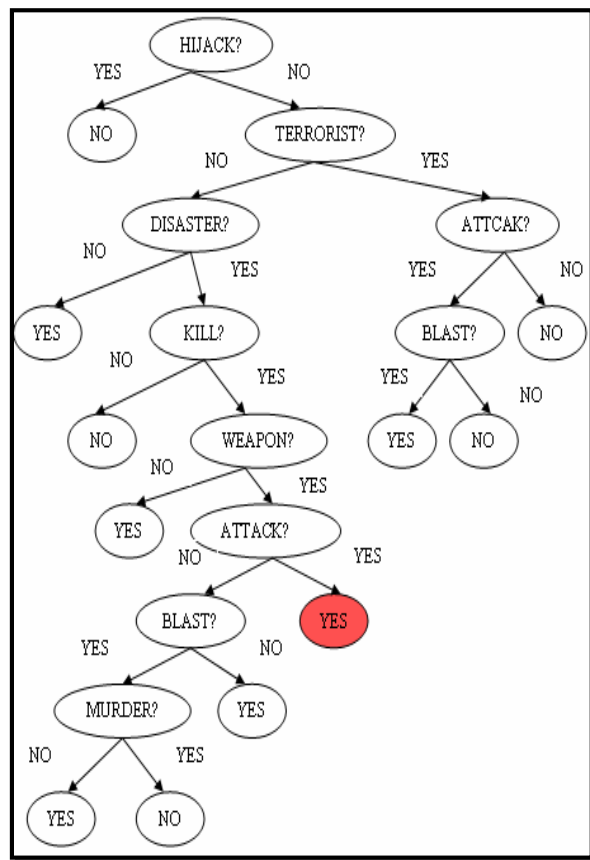 HIJACK?
YES NO
NO TERRORIST?
NO YES
DISASTER? ATTCAK?
NO YES YES NO
YES KILL? BLAST? NO
NO YES YES NO
NO WEAPON? YES NO
NO YES
YES ATTACK?
NO YES
BLAST? YES
YES NO
MURDER? YES
NO YES
YES NO